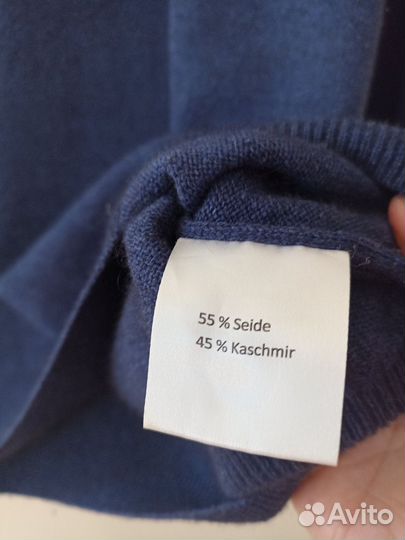 55 % Seide
45 % Kaschmir
Avito